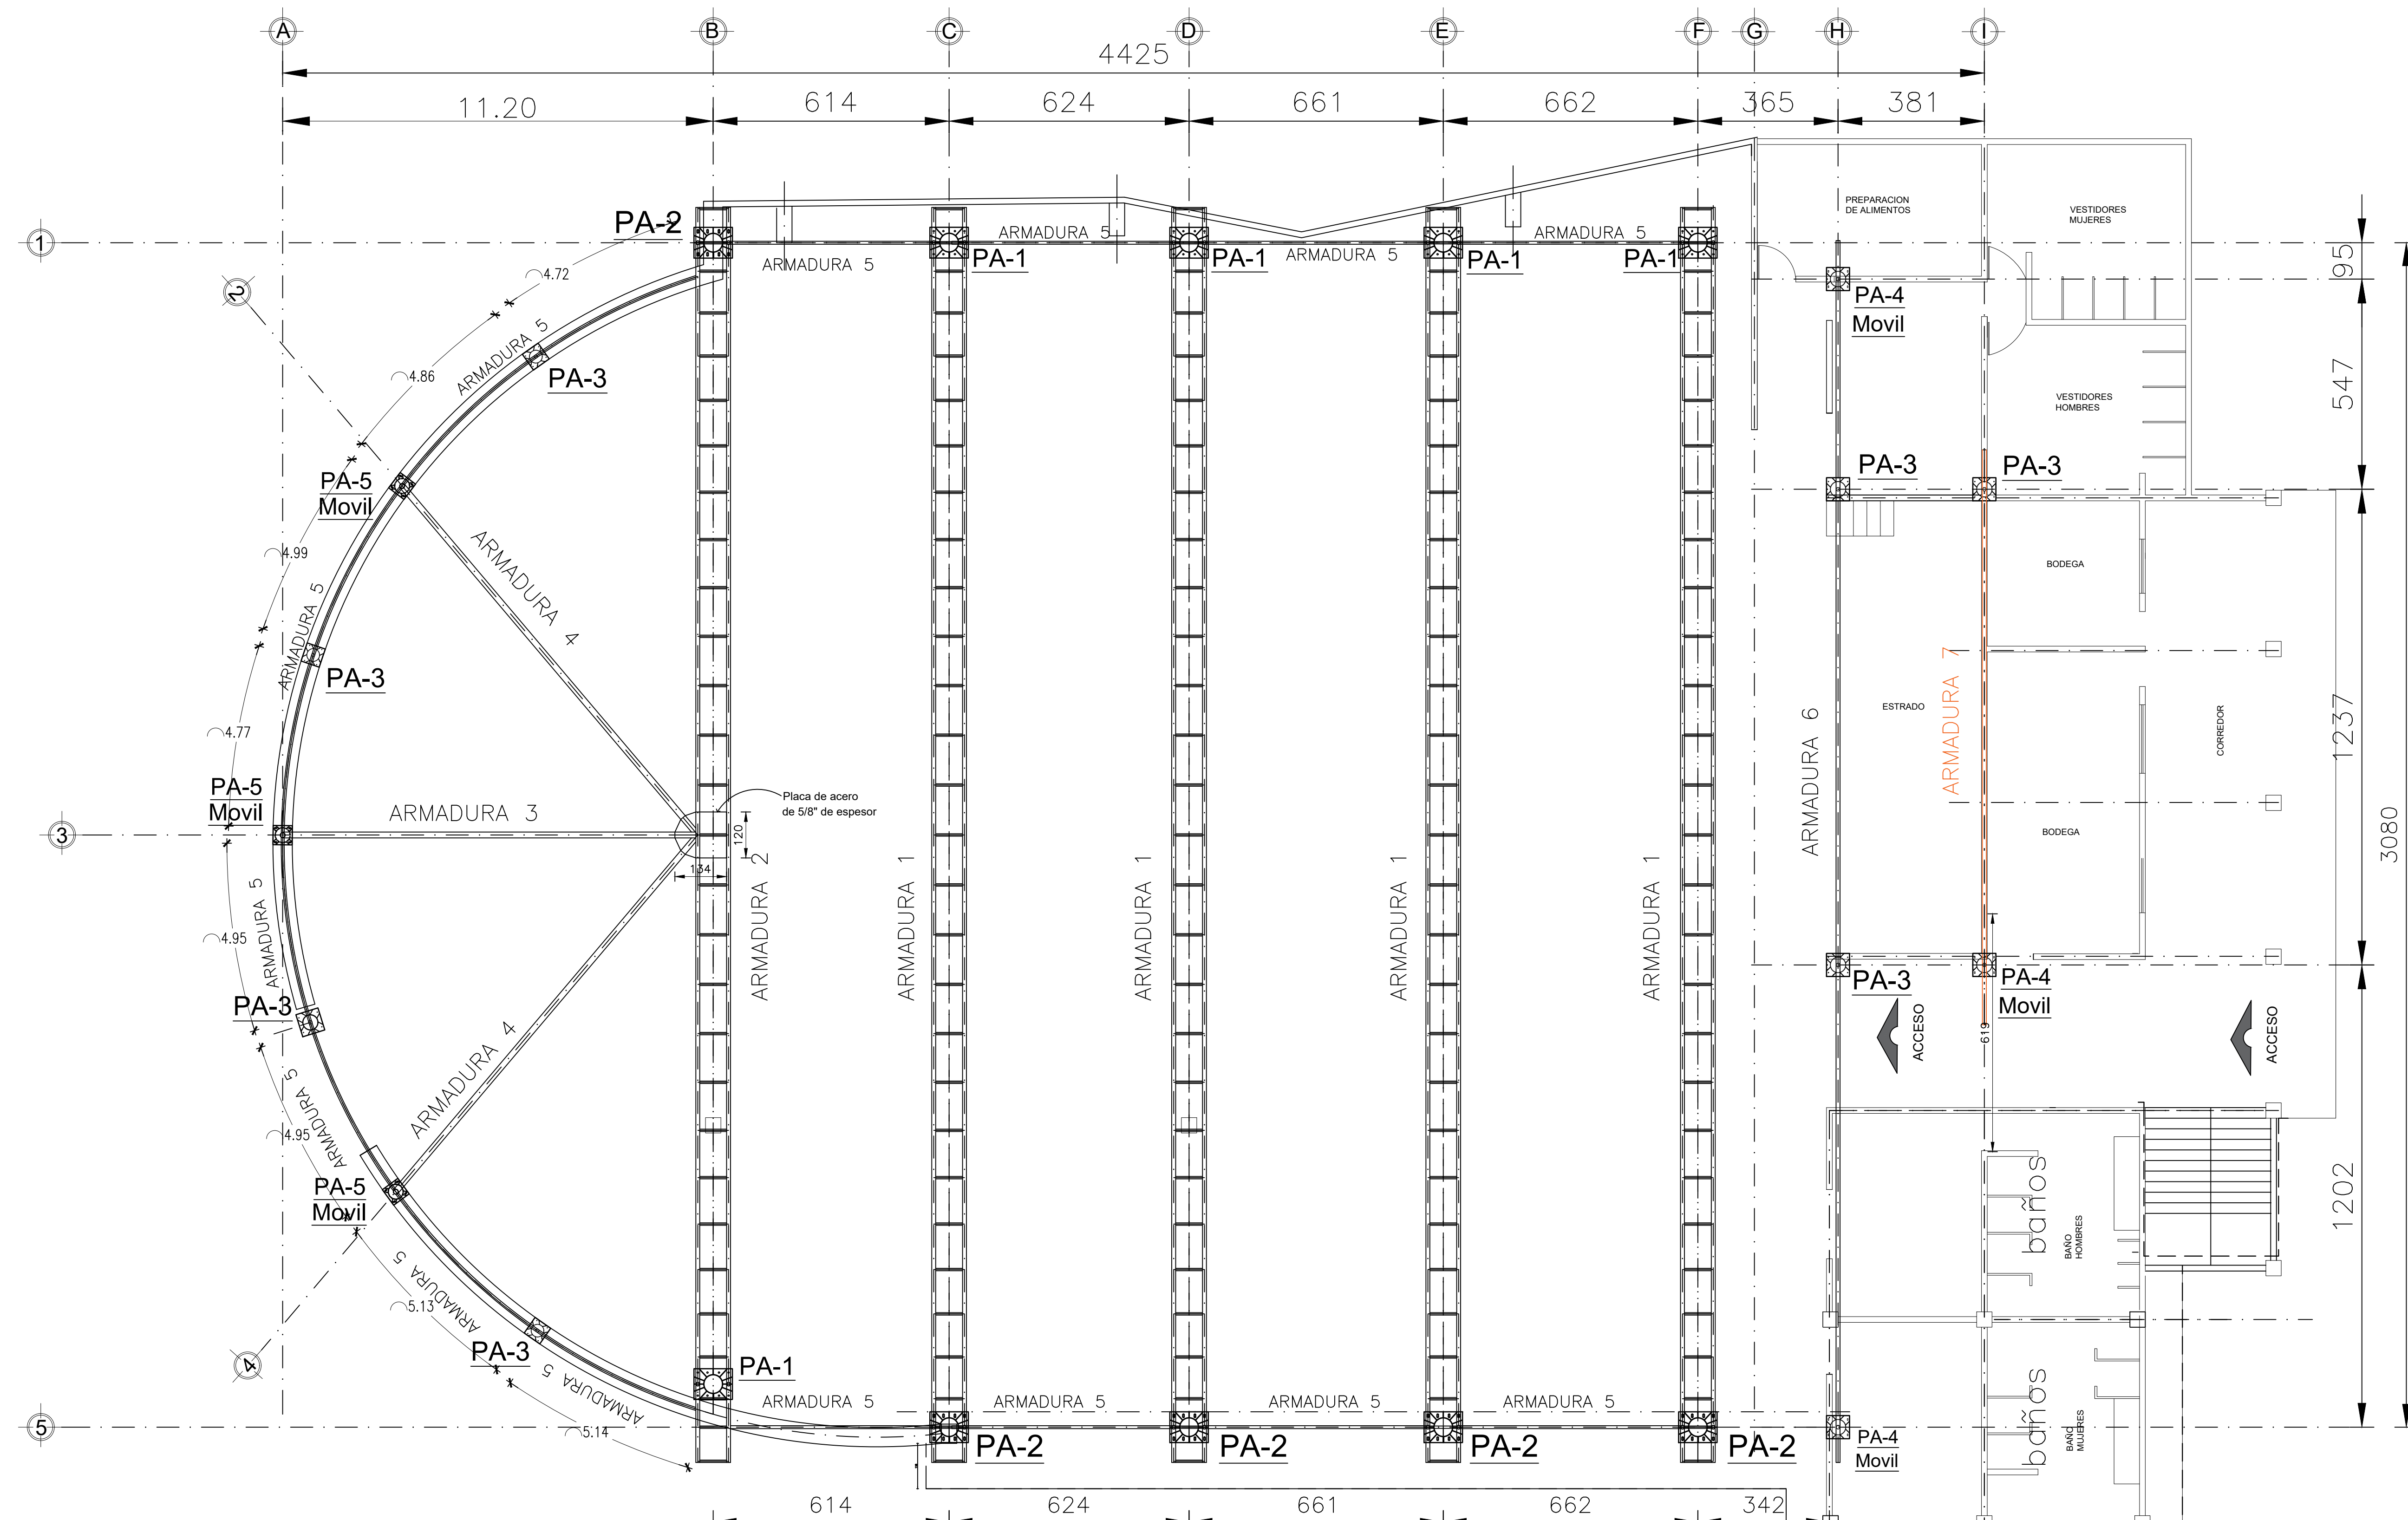 A
B
C
D
E
F
G
H
I
4425
11.20
614
624
661
662
365
381
PREPARACION
DE ALIMENTOS
VESTIDORES
MUJERES
1
PA-2
ARMADURA 5
ARMADURA 5
PA-1
ARMADURA 5
PA-1
ARMADURA 5
PA-1
PA-1
95
2
4.72
PA-4
Movil
ARMADURA 5
4.86
PA-3
VESTIDORES
HOMBRES
547
PA-5
Movil
PA-3
PA-3
4.99
ARMADURA 4
BODEGA
ARMADURA 5
PA-3
4.77
ARMADURA 6
ESTRADO
ARMADURA 7
CORREDOR
1237
PA-5
Movil
3
ARMADURA 3
Placa de acero
de 5/8" de espesor
120
134
BODEGA
3080
ARMADURA 2
ARMADURA 1
ARMADURA 1
ARMADURA 1
ARMADURA 1
ARMADURA 5
4.95
PA-3
PA-3
PA-4
Movil
619
ACCESO
ACCESO
ARMADURA 4
ARMADURA 5
4.95
PA-5
Movil
baños
BAÑO
HOMBRES
1202
ARMADURA 5
5.13
PA-3
4
PA-1
ARMADURA 5
ARMADURA 5
ARMADURA 5
ARMADURA 5
ARMADURA 5
5
5.14
PA-2
PA-2
PA-2
PA-2
PA-4
Movil
baños
BAÑO
MUJERES
614
624
661
662
342